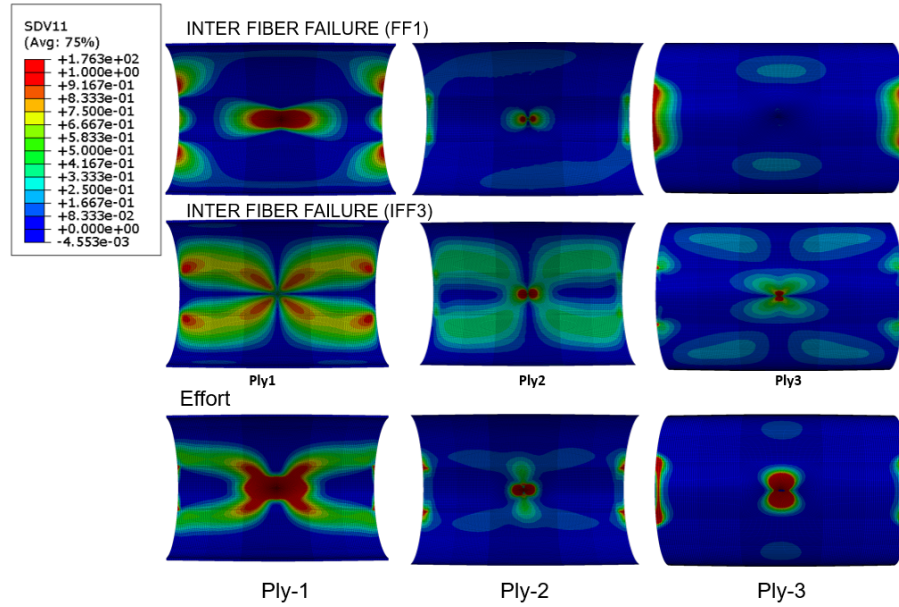 INTER FIBER FAILURE (FF1)
SDV11
(Avg: 75%)
+1.763e+02
+1.000e+00
+9.167e-01
+8.333e-01
+7.500e-01
+6.667e-01
+5.833e-01
+5.000e-01
+4.167e-01
+3.333e-01
+2.500e-01
+1.667e-01
+8.333e-02
+0.000e+00
-4.553e-03
INTER FIBER FAILURE (IFF3)
Ply1 Ply2 Ply3
Effort
Ply-1 Ply-2 Ply-3